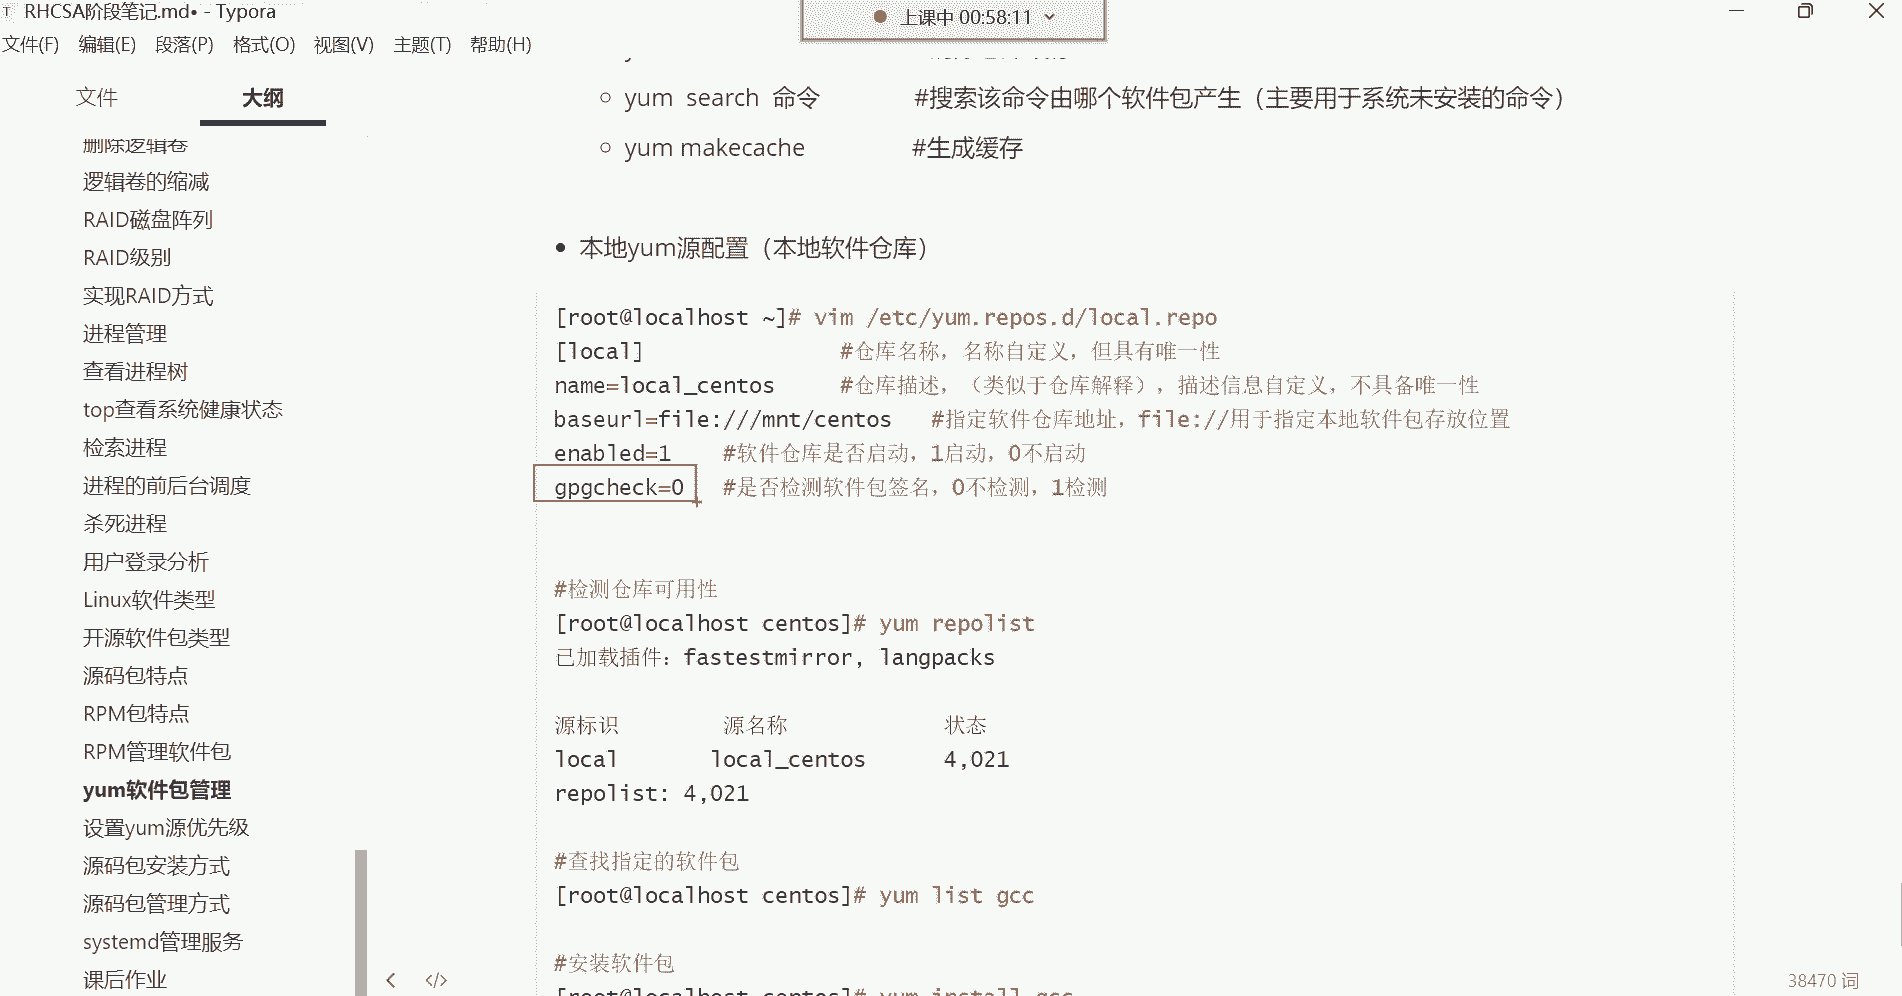 RHCSA阶段笔记.md• - Typora
上课中 00:58:11
文件(F) 编辑(E) 段落(P) 格式(O) 视图(V) 主题(T) 帮助(H)
文件 大纲
删除逻辑卷
逻辑卷的缩减
RAID磁盘阵列
RAID级别
实现RAID方式
进程管理
查看进程树
top查看系统健康状态
检索进程
进程的前后台调度
杀死进程
用户登录分析
Linux软件类型
开源软件包类型
源码包特点
RPM包特点
RPM管理软件包
yum软件包管理
设置yum源优先级
源码包安装方式
源码包管理方式
systemd管理服务
课后作业
yum search 命令 #搜索该命令由哪个软件包产生（主要用于系统未安装的命令）
yum makecache #生成缓存
本地yum源配置（本地软件仓库）
[root@localhost ~]# vim /etc/yum.repos.d/local.repo
[local] #仓库名称，名称自定义，但具有唯一性
name=local_centos #仓库描述，（类似于仓库解释），描述信息自定义，不具备唯一性
baseurl=file:///mnt/centos #指定软件仓库地址，file://用于指定本地软件包存放位置
enabled=1 #软件仓库是否启动，1启动，0不启动
gpgcheck=0 #是否检测软件包签名，0不检测，1检测
#检测仓库可用性
[root@localhost centos]# yum repolist
已加载插件：fastestmirror, langpacks
源标识 源名称 状态
local local_centos 4,021
repolist: 4,021
#查找指定的软件包
[root@localhost centos]# yum list gcc
#安装软件包
[root@localhost centos]# yum install gcc
38470 词